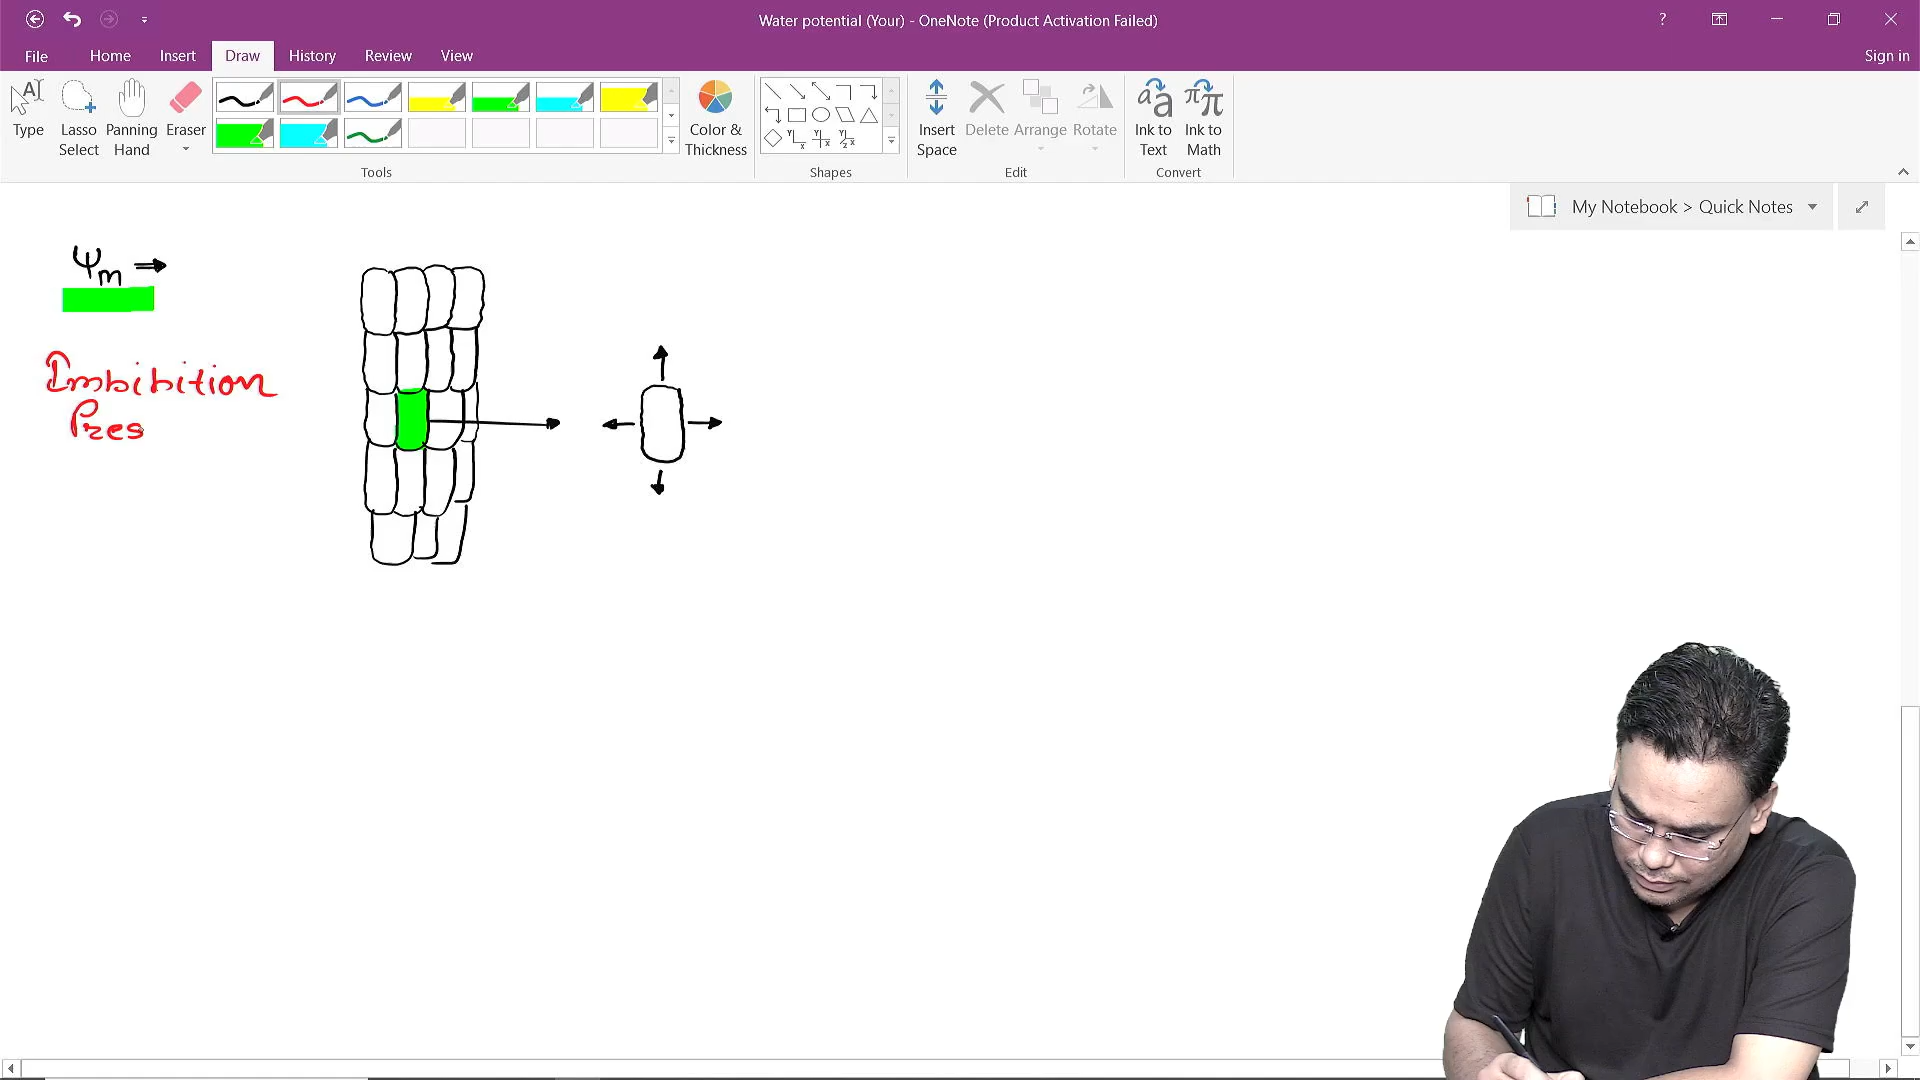 Water potential (Your) - OneNote (Product Activation Failed)
?
File
Home
Insert
Draw
History
Review
View
Sign in
Type
Lasso
Select
Panning
Hand
Eraser
Color &
Thickness
Insert
Space
Delete
Arrange
Rotate
Ink to
Text
Ink to
Math
Tools
Shapes
Edit
Convert
My Notebook > Quick Notes
Ψm ⇒
Imbibition
Pres